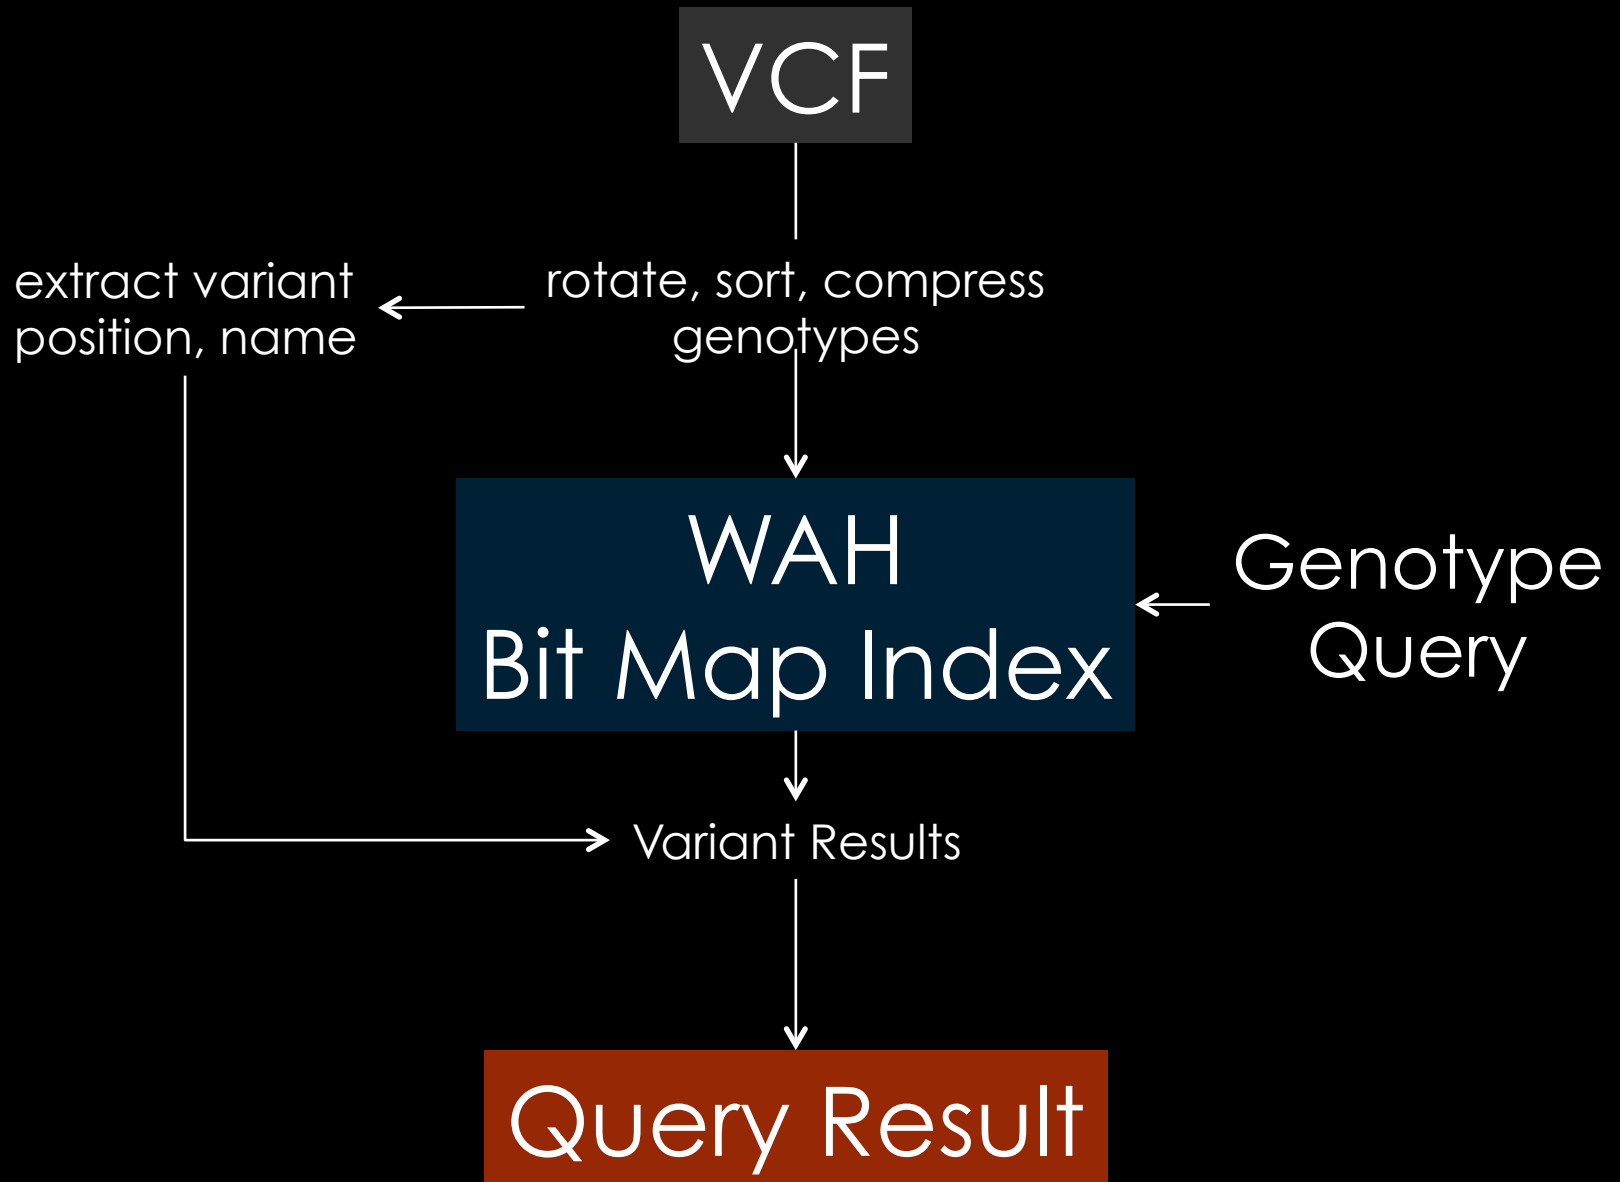 VCF
extract variant
position, name
rotate, sort, compress
genotypes
WAH
Bit Map Index
Genotype
Query
Variant Results
Query Result